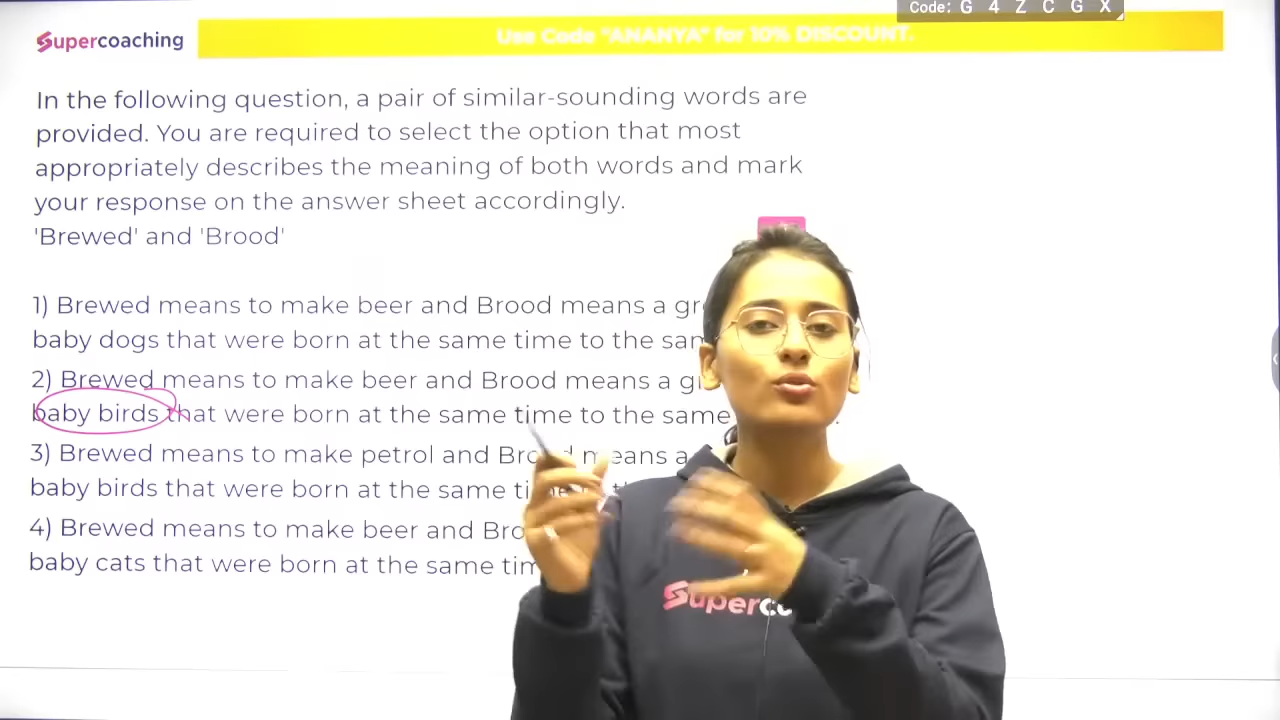 Code: G 4 Z C G X
Supercoaching
Use Code "ANANYA" for 10% DISCOUNT.
In the following question, a pair of similar-sounding words are
provided. You are required to select the option that most
appropriately describes the meaning of both words and mark
your response on the answer sheet accordingly.
'Brewed' and 'Brood'
1) Brewed means to make beer and Brood means a
baby dogs that were born at the same time to the
2) Brewed means to make beer and Brood means a
baby birds that were born at the same time to the same
3) Brewed means to make petrol and means a
baby birds that were born at the same
4) Brewed means to make beer and
baby cats that were born at the same
Superco